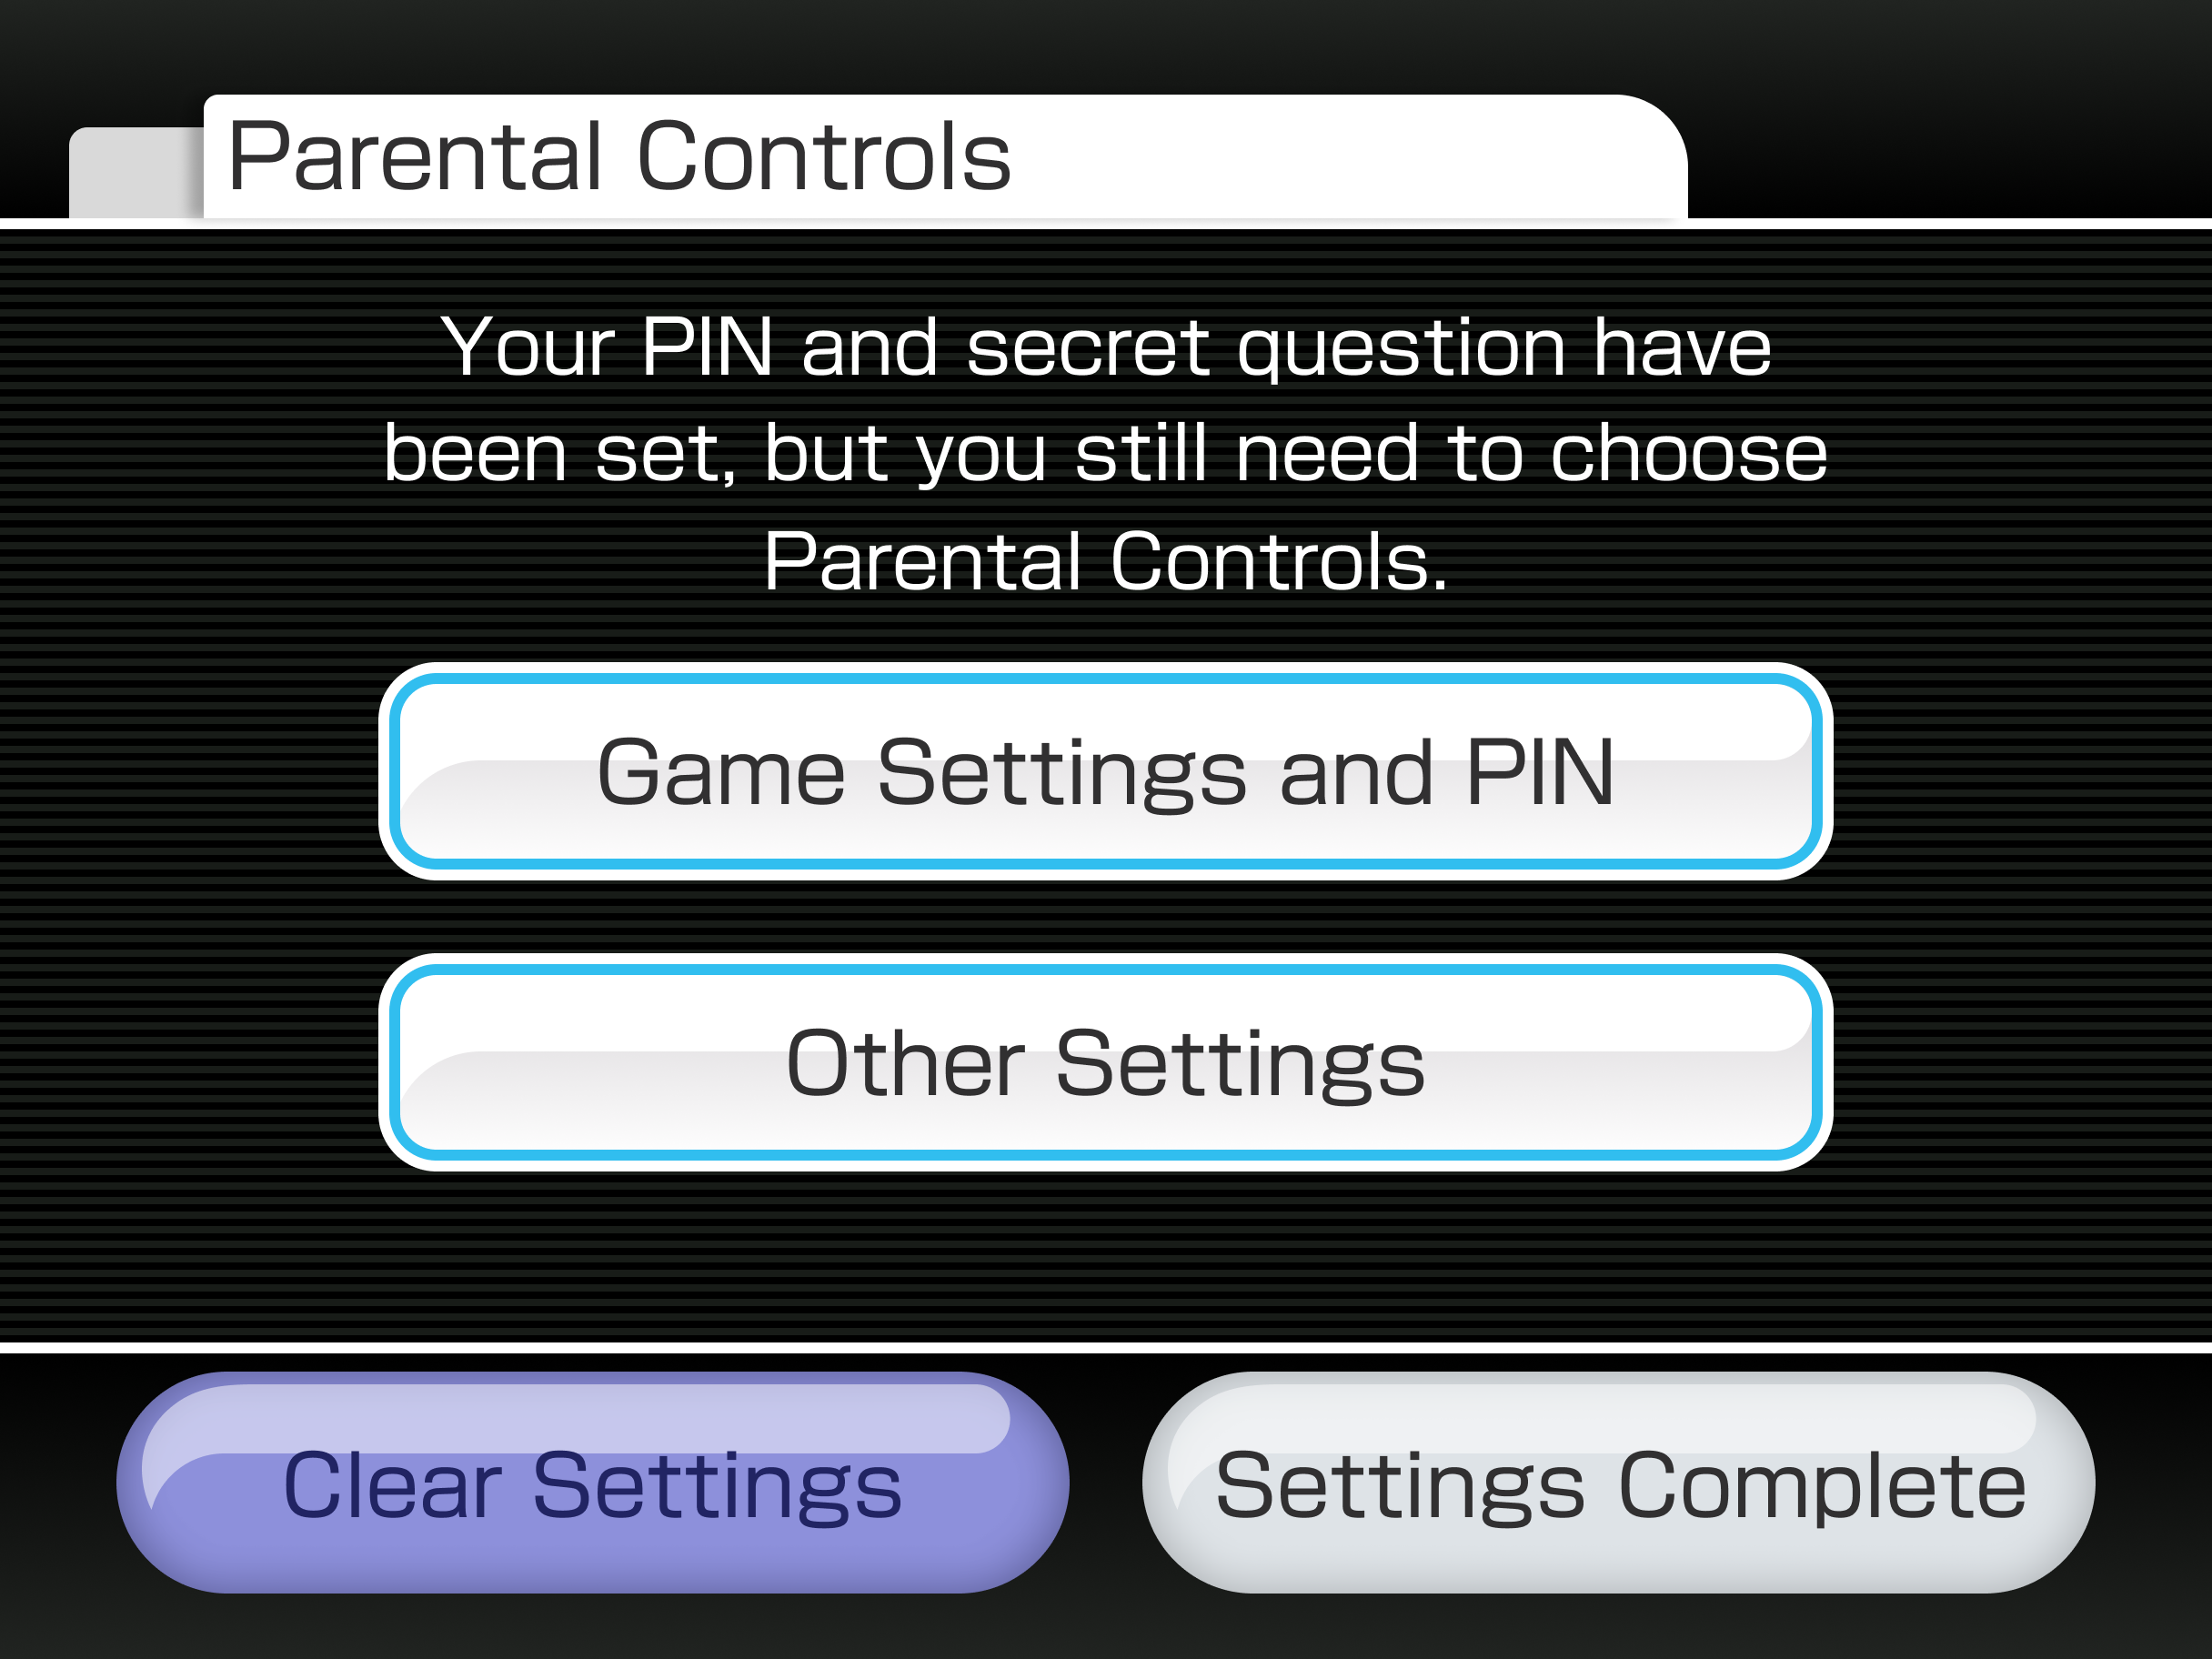 Parental Controls
Your PIN and secret question have
been set, but you still need to choose
Parental Controls.
Game Settings and PIN
Other Settings
Clear Settings
Settings Complete